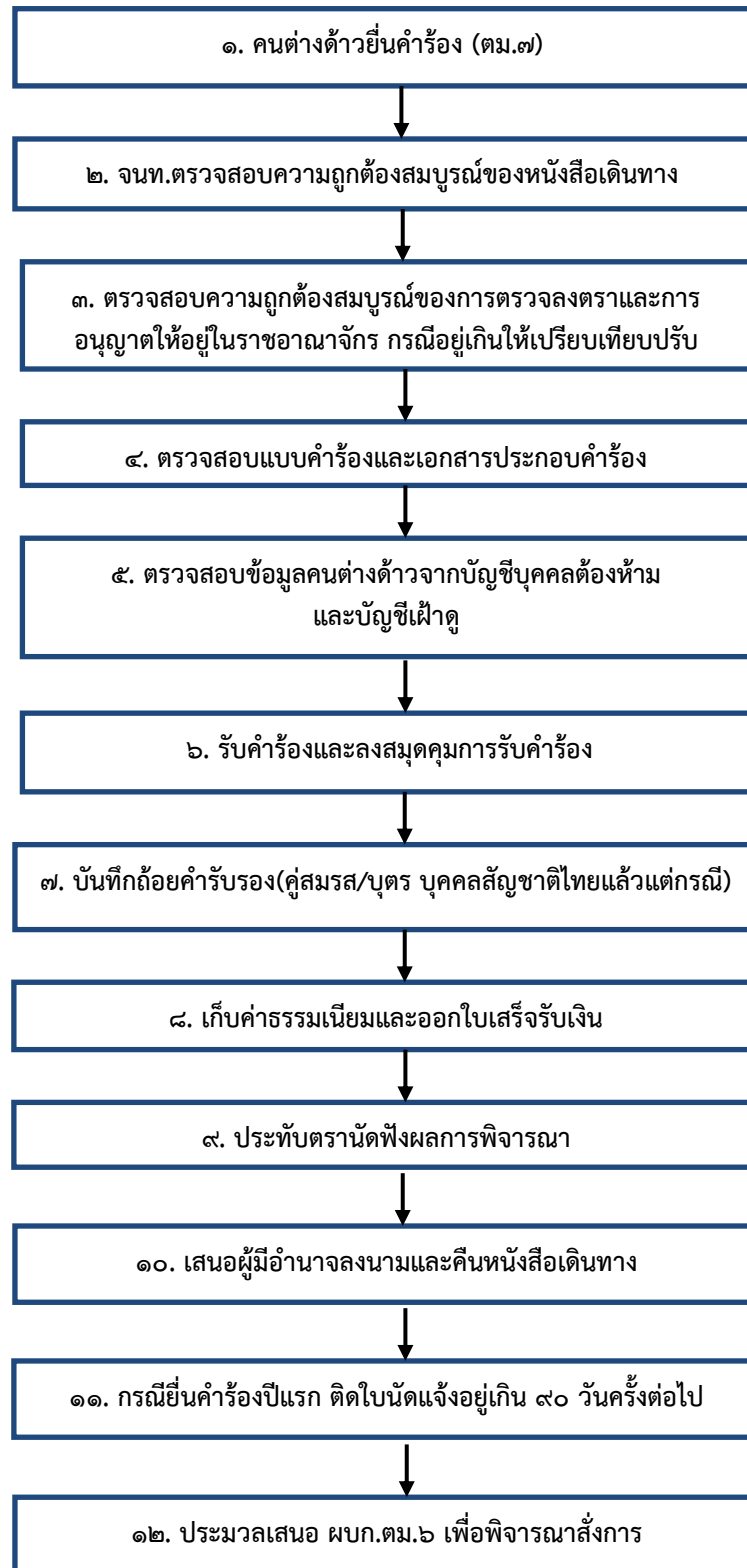 ๑. คนต่างด้าวยื่นคำร้อง (ตม.๗)
๒. จนท.ตรวจสอบความถูกต้องสมบูรณ์ของหนังสือเดินทาง
๓. ตรวจสอบความถูกต้องสมบูรณ์ของการตรวจลงตราและการ
อนุญาตให้อยู่ในราชอาณาจักร กรณีอยู่เกินให้เปรียบเทียบปรับ
๔. ตรวจสอบแบบคำร้องและเอกสารประกอบคำร้อง
๕. ตรวจสอบข้อมูลคนต่างด้าวจากบัญชีบุคคลต้องห้าม
และบัญชีเฝ้าดู
๖. รับคำร้องและลงสมุดคุมการรับคำร้อง
๗. บันทึกถ้อยคำรับรอง(คู่สมรส/บุตร บุคคลสัญชาติไทยแล้วแต่กรณี)
๘. เก็บค่าธรรมเนียมและออกใบเสร็จรับเงิน
๙. ประทับตรานัดฟังผลการพิจารณา
๑๐. เสนอผู้มีอำนาจลงนามและคืนหนังสือเดินทาง
๑๑. กรณียื่นคำร้องปีแรก ติดใบนัดแจ้งอยู่เกิน ๙๐ วันครั้งต่อไป
๑๒. ประมวลเสนอ ผบก.ตม.๖ เพื่อพิจารณาสั่งการ